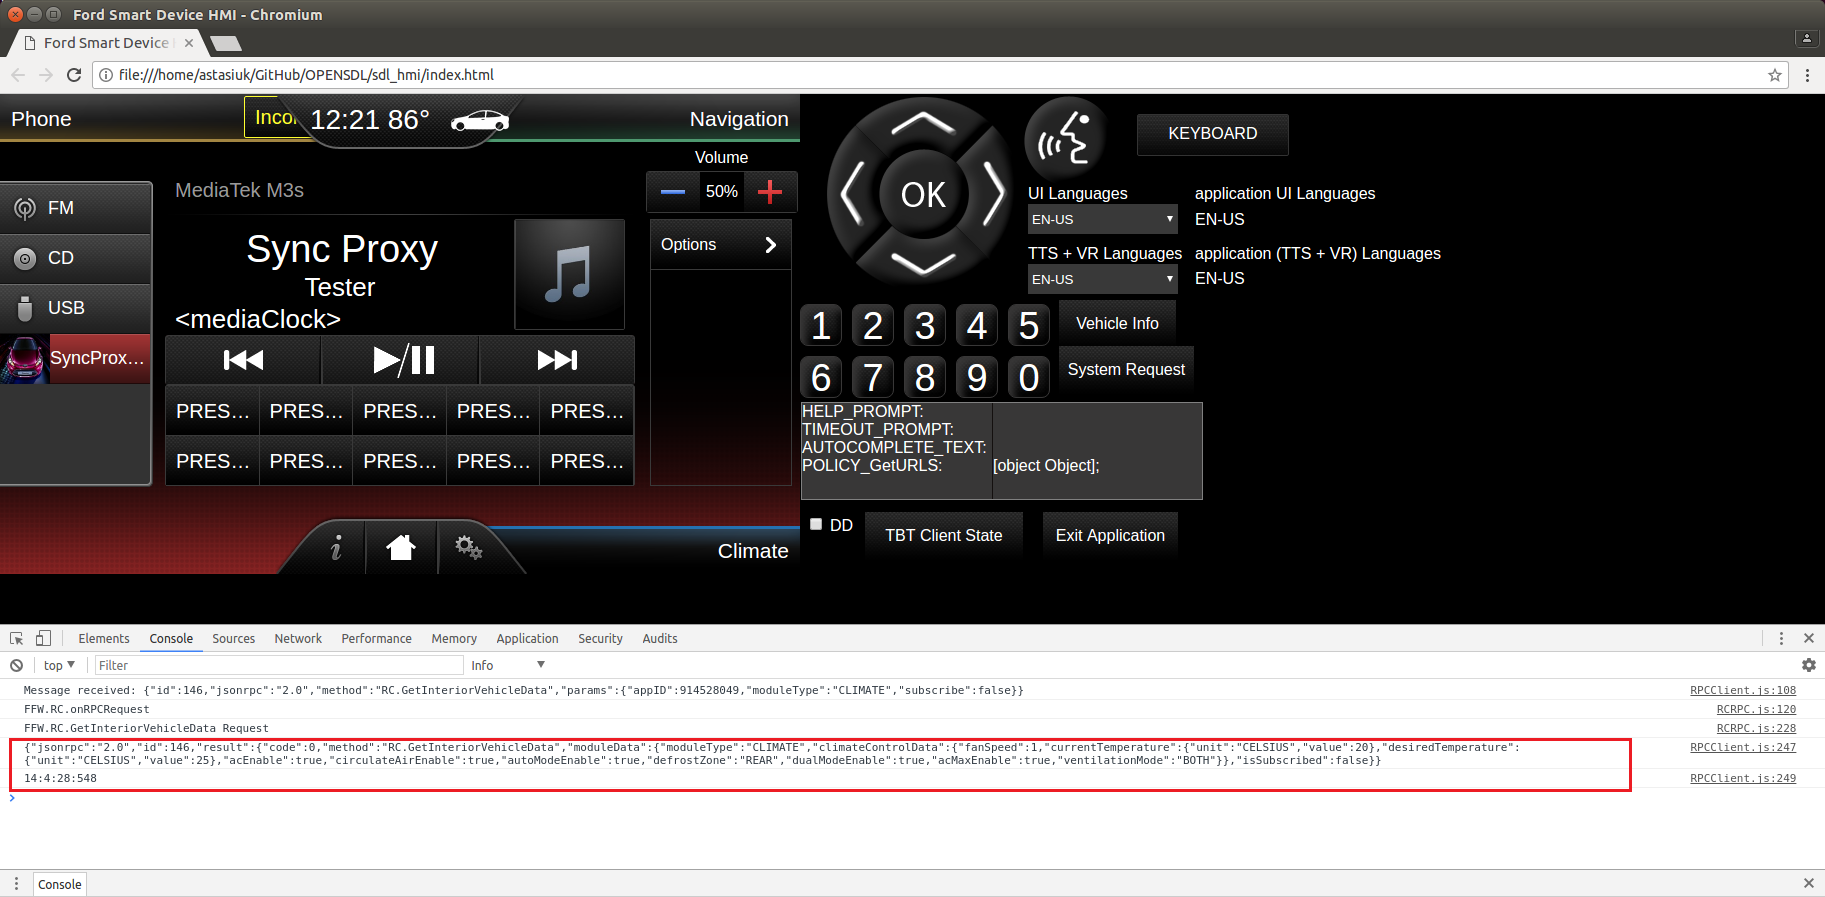 Ford Smart Device HMI - Chromium
Ford Smart Device
file:///home/astasiuk/GitHub/OPENSDL/sdl_hmi/index.html
Phone
Incor
12:21 86°
Navigation
Volume
50%
MediaTek M3s
FM
CD
USB
SyncProx...
Sync Proxy
Tester
<mediaClock>
Options
PRES... PRES... PRES... PRES... PRES...
PRES... PRES... PRES... PRES... PRES...
i
Climate
OK
KEYBOARD
UI Languages
application UI Languages
EN-US
EN-US
TTS + VR Languages
application (TTS + VR) Languages
EN-US
EN-US
1 2 3 4 5
Vehicle Info
6 7 8 9 0
System Request
HELP_PROMPT:
TIMEOUT_PROMPT:
AUTOCOMPLETE_TEXT:
POLICY_GetURLS: [object Object];
DD
TBT Client State
Exit Application
Elements Console Sources Network Performance Memory Application Security Audits
top Filter Info
Message received: {"id":146,"jsonrpc":"2.0","method":"RC.GetInteriorVehicleData","params":{"appID":914528049,"moduleType":"CLIMATE","subscribe":false}} RPCClient.js:108
FFW.RC.onRPCRequest RCRPC.js:120
FFW.RC.GetInteriorVehicleData Request RCRPC.js:228
{"jsonrpc":"2.0","id":146,"result":{"code":0,"method":"RC.GetInteriorVehicleData","moduleData":{"moduleType":"CLIMATE","climateControlData":{"fanSpeed":1,"currentTemperature":{"unit":"CELSIUS","value":20},"desiredTemperature": RPCClient.js:247
{"unit":"CELSIUS","value":25},"acEnable":true,"circulateAirEnable":true,"autoModeEnable":true,"defrostZone":"REAR","dualModeEnable":true,"acMaxEnable":true,"ventilationMode":"BOTH"}},"isSubscribed":false}}
14:4:28:548 RPCClient.js:249
Console